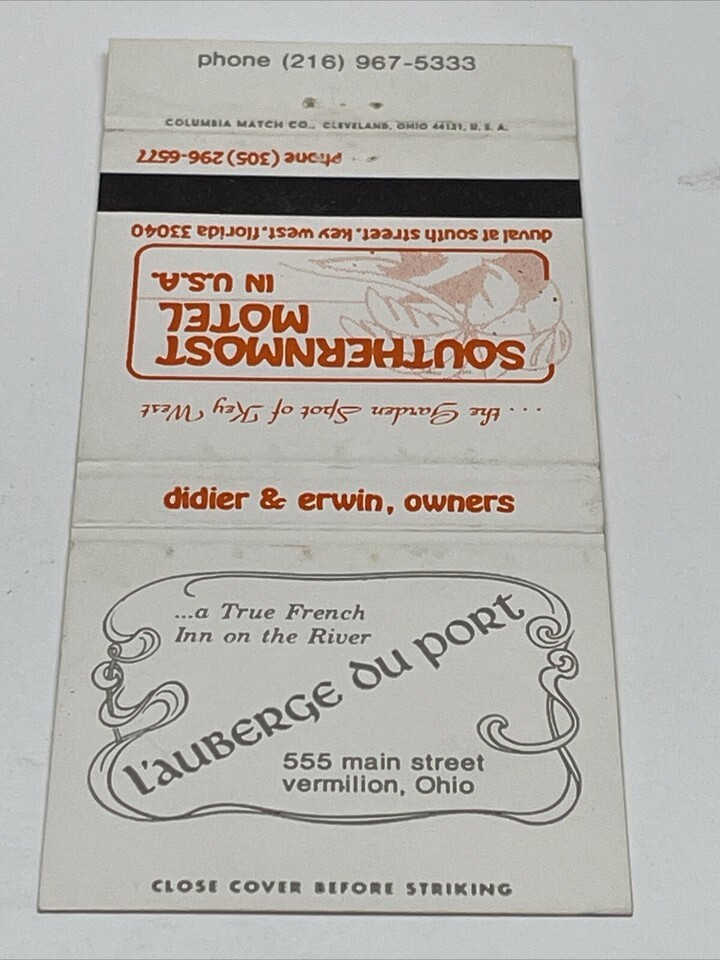 phone (216) 967-5333
COLUMBIA MATCH CO., CLEVELAND, OHIO 44121, U. S. A.
... the Garden Spot of Key West
SOUTHERNMOST
MOTEL
IN U.S.A.
duval at south street, key west, florida 33040
Phone (305) 296-6577
didier & erwin, owners
...a True French
Inn on the River
L'AUBERGE DU PORT
555 main street
vermilion, Ohio
CLOSE COVER BEFORE STRIKING